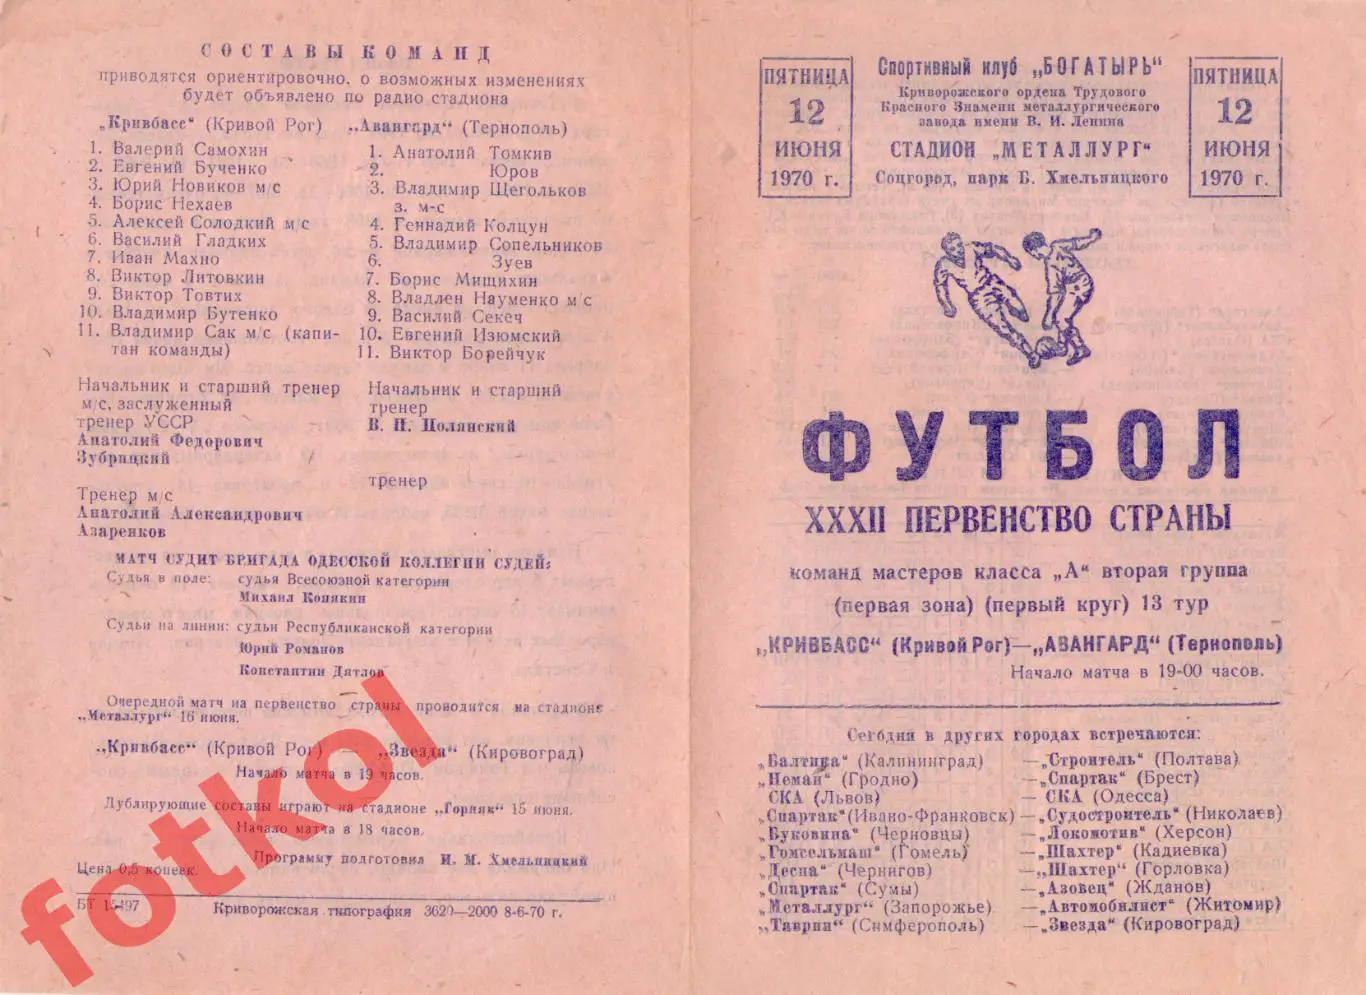 СОСТАВЫ КОМАНД
приводятся ориентировочно, о возможных изменениях
будет объявлено по радио стадиона
„Кривбасс" (Кривой Рог)
1. Валерий Самохин
2. Евгений Бученко
3. Юрий Новиков м/с
4. Борис Нехаев
5. Алексей Солодкий м/с
6. Василий Гладких
7. Иван Махно
8. Виктор Литовкин
9. Виктор Товтих
10. Владимир Бутенко
11. Владимир Сак м/с (капи-
тан команды)
Начальник и старший тренер
м/с, заслуженный
тренер УССР
Анатолий Федорович
Зубрицкий
Тренер м/с
Анатолий Александрович
Азаренков
„Авангард" (Тернополь)
1. Анатолий Томкив
2. Юров
3. Владимир Щегольков
з. м-с
4. Геннадий Колцун
5. Владимир Сопельников
6. Зуев
7. Борис Мищихин
8. Владлен Науменко м/с
9. Василий Секеч
10. Евгений Изюмский
11. Виктор Борейчук
Начальник и старший
тренер
В. И. Полянский
тренер
МАТЧ СУДИТ БРИГАДА ОДЕССКОЙ КОЛЛЕГИИ СУДЕЙ:
Судья в поле: судья Всесоюзной категории
Михаил Конякин
Судьи на линии: судьи Республиканской категории
Юрий Романов
Константин Дятлов
Очередной матч на первенство страны проводится на стадионе
„Металлург" 16 июня.
„Кривбасс" (Кривой Рог) — „Звезда" (Кировоград)
Начало матча в 19 часов.
Дублирующие составы играют на стадионе „Горняк" 15 июня.
Начало матча в 18 часов.
Программу подготовил И. М. Хмельницкий
Цена 0,5 копеек.
БТ 15497 Криворожская типография 3620—2000 8-6-70 г.
fotkol
ПЯТНИЦА
12
ИЮНЯ
1970 г.
Спортивный клуб „БОГАТЫРЬ"
Криворожского ордена Трудового
Красного Знамени металлургического
завода имени В. И. Ленина
СТАДИОН „МЕТАЛЛУРГ"
Соцгород, парк Б. Хмельницкого
ПЯТНИЦА
12
ИЮНЯ
1970 г.
ФУТБОЛ
XXXII ПЕРВЕНСТВО СТРАНЫ
команд мастеров класса „А" вторая группа
(первая зона) (первый круг) 13 тур
„КРИВБАСС" (Кривой Рог)—„АВАНГАРД" (Тернополь)
Начало матча в 19-00 часов.
Сегодня в других городах встречаются:
„Балтика" (Калининград) —„Строитель" (Полтава)
„Неман" (Гродно) —„Спартак" (Брест)
СКА (Львов) — СКА (Одесса)
„Спартак"(Ивано-Франковск) —„Судостроитель" (Николаев)
„Буковина" (Черновцы) —„Локомотив" (Херсон)
„Гомсельмаш" (Гомель) —„Шахтер" (Кадиевка)
„Десна" (Чернигов) —„Шахтер" (Горловка)
„Спартак" (Сумы) —„Азовец" (Жданов)
„Металлург" (Запорожье) —„Автомобилист" (Житомир)
„Таврия" (Симферополь) —„Звезда" (Кировоград)